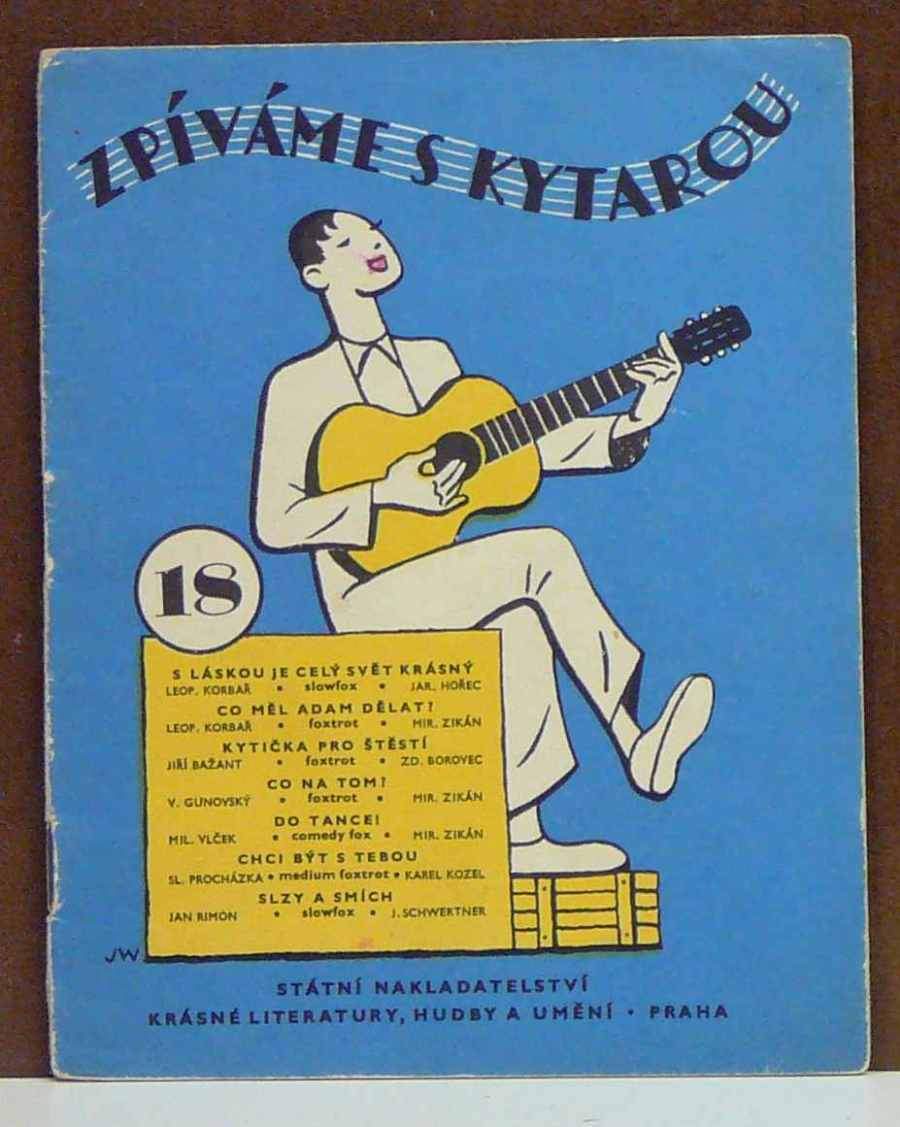 ZPÍVÁME S KYTAROU
18
S LÁSKOU JE CELÝ SVĚT KRÁSNÝ
LEOP. KORBAŘ • slowfox • JAR. HOŘEC
CO MĚL ADAM DĚLAT?
LEOP. KORBAŘ • foxtrot • MIR. ZIKÁN
KYTIČKA PRO ŠTĚSTÍ
JIŘÍ BAŽANT • foxtrot • ZD. BOROVEC
CO NA TOM?
V. GUNOVSKÝ • foxtrot • MIR. ZIKÁN
DO TANCE!
MIL. VLČEK • comedy fox • MIR. ZIKÁN
CHCI BÝT S TEBOU
SL. PROCHÁZKA • medium foxtrot • KAREL KOZEL
SLZY A SMÍCH
JAN RIMÓN • slowfox • J. SCHWERTNER
JW
STÁTNÍ NAKLADATELSTVÍ
KRÁSNÉ LITERATURY, HUDBY A UMĚNÍ • PRAHA